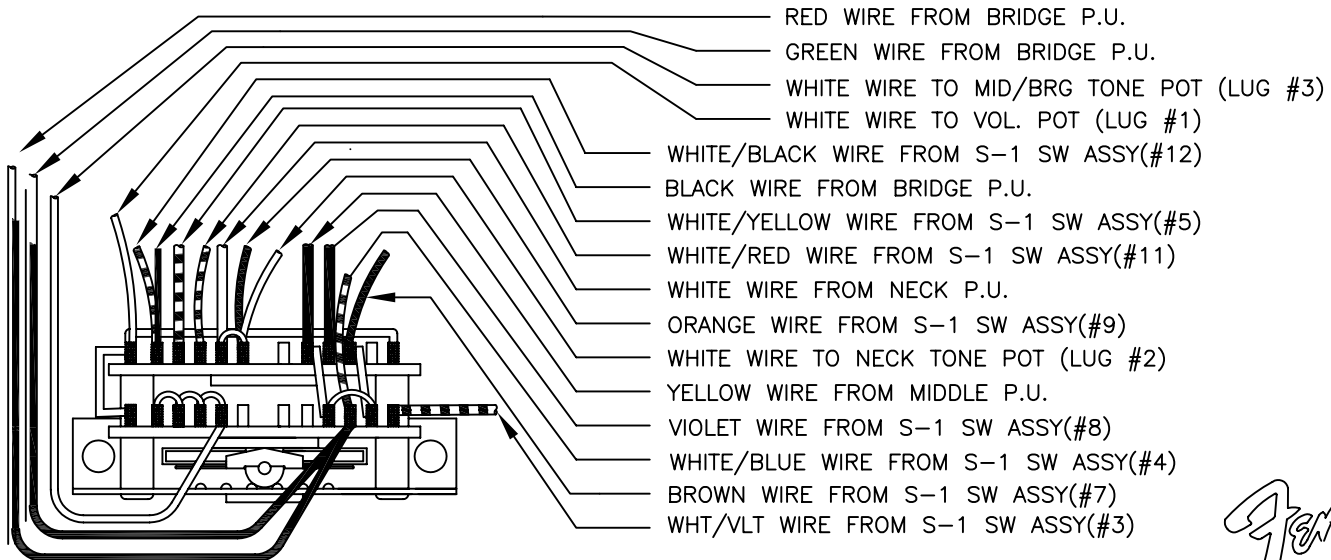 RED WIRE FROM BRIDGE P.U.
GREEN WIRE FROM BRIDGE P.U.
WHITE WIRE TO MID/BRG TONE POT (LUG #3)
WHITE WIRE TO VOL. POT (LUG #1)
WHITE/BLACK WIRE FROM S-1 SW ASSY(#12)
BLACK WIRE FROM BRIDGE P.U.
WHITE/YELLOW WIRE FROM S-1 SW ASSY(#5)
WHITE/RED WIRE FROM S-1 SW ASSY(#11)
WHITE WIRE FROM NECK P.U.
ORANGE WIRE FROM S-1 SW ASSY(#9)
WHITE WIRE TO NECK TONE POT (LUG #2)
YELLOW WIRE FROM MIDDLE P.U.
VIOLET WIRE FROM S-1 SW ASSY(#8)
WHITE/BLUE WIRE FROM S-1 SW ASSY(#4)
BROWN WIRE FROM S-1 SW ASSY(#7)
WHT/VLT WIRE FROM S-1 SW ASSY(#3)